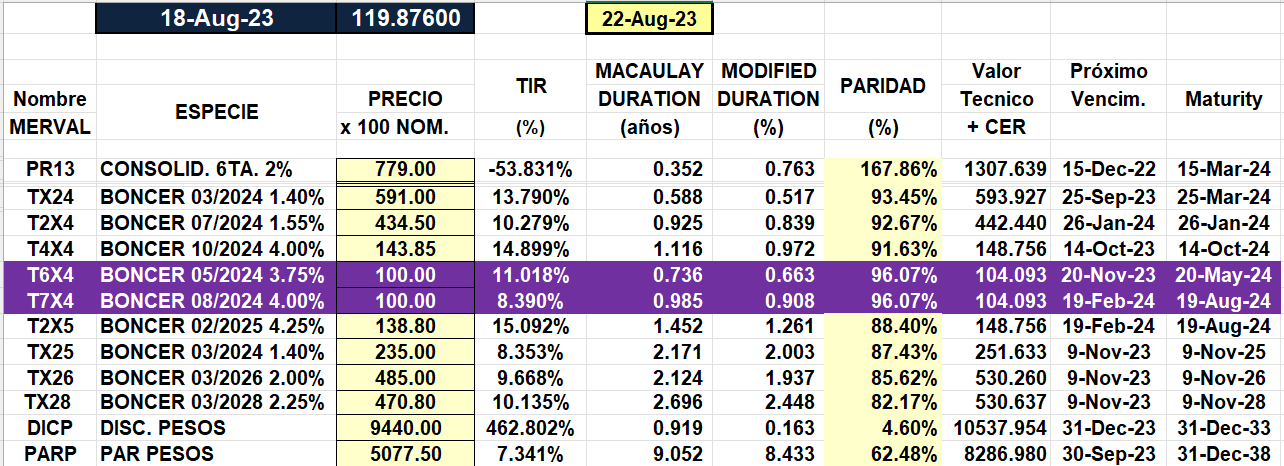 18-Aug-23 119.87600 22-Aug-23
MACAULAY MODIFIED Valor Próximo
TIR PARIDAD
Nombre PRECIO DURATION DURATION Tecnico Vencim. Maturity
ESPECIE
MERVAL x 100 NOM. (%) (años) (%) (%) + CER
PR13 CONSOLID. 6TA. 2% 779.00 -53.831% 0.352 0.763 167.86% 1307.639 15-Dec-22 15-Mar-24
TX24 BONCER 03/2024 1.40% 591.00 13.790% 0.588 0.517 93.45% 593.927 25-Sep-23 25-Mar-24
T2X4 BONCER 07/2024 1.55% 434.50 10.279% 0.925 0.839 92.67% 442.440 26-Jan-24 26-Jan-24
T4X4 BONCER 10/2024 4.00% 143.85 14.899% 1.116 0.972 91.63% 148.756 14-Oct-23 14-Oct-24
T6X4 BONCER 05/2024 3.75% 100.00 11.018% 0.736 0.663 96.07% 104.093 20-Nov-23 20-May-24
T7X4 BONCER 08/2024 4.00% 100.00 8.390% 0.985 0.908 96.07% 104.093 19-Feb-24 19-Aug-24
T2X5 BONCER 02/2025 4.25% 138.80 15.092% 1.452 1.261 88.40% 148.756 19-Feb-24 19-Aug-24
TX25 BONCER 03/2024 1.40% 235.00 8.353% 2.171 2.003 87.43% 251.633 9-Nov-23 9-Nov-25
TX26 BONCER 03/2026 2.00% 485.00 9.668% 2.124 1.937 85.62% 530.260 9-Nov-23 9-Nov-26
TX28 BONCER 03/2028 2.25% 470.80 10.135% 2.696 2.448 82.17% 530.637 9-Nov-23 9-Nov-28
DICP DISC. PESOS 9440.00 462.802% 0.919 0.163 4.60% 10537.954 31-Dec-23 31-Dec-33
PARP PAR PESOS 5077.50 7.341% 9.052 8.433 62.48% 8286.980 30-Sep-23 31-Dec-38